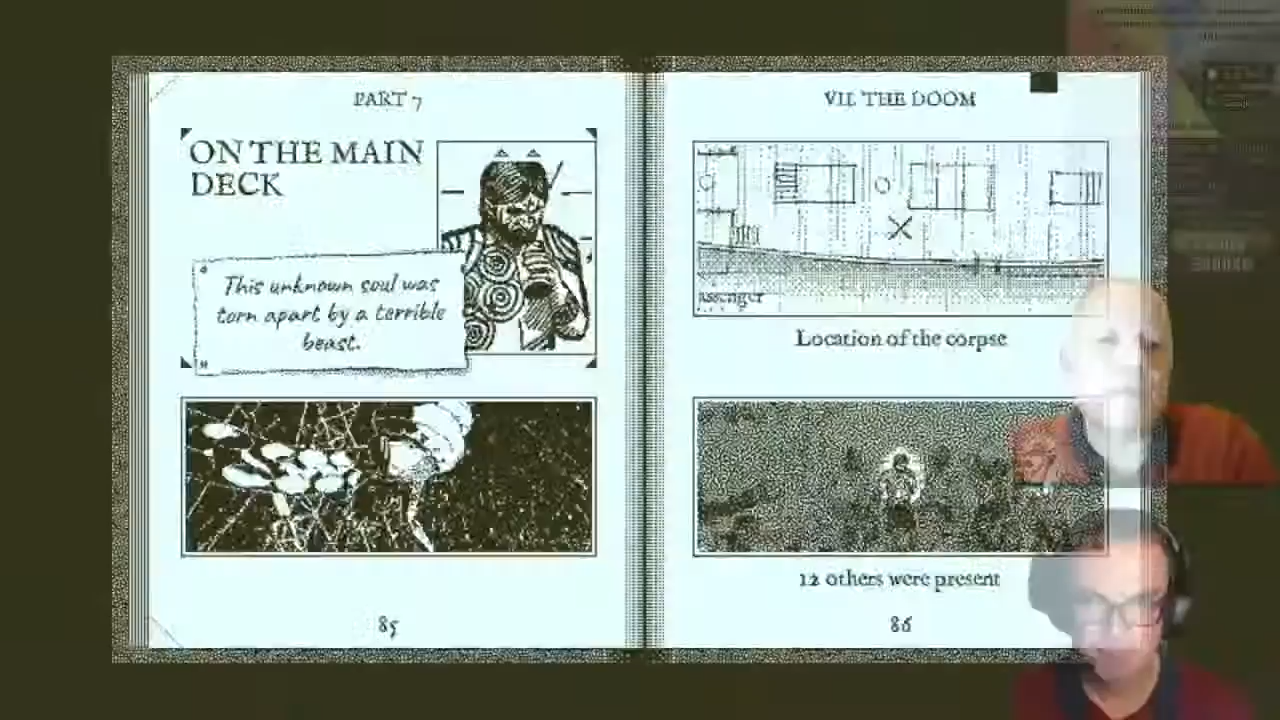 PART 7
ON THE MAIN
DECK
This unknown soul was
torn apart by a terrible
beast.
85
VII. THE DOOM
assenger
Location of the corpse
12 others were present
86